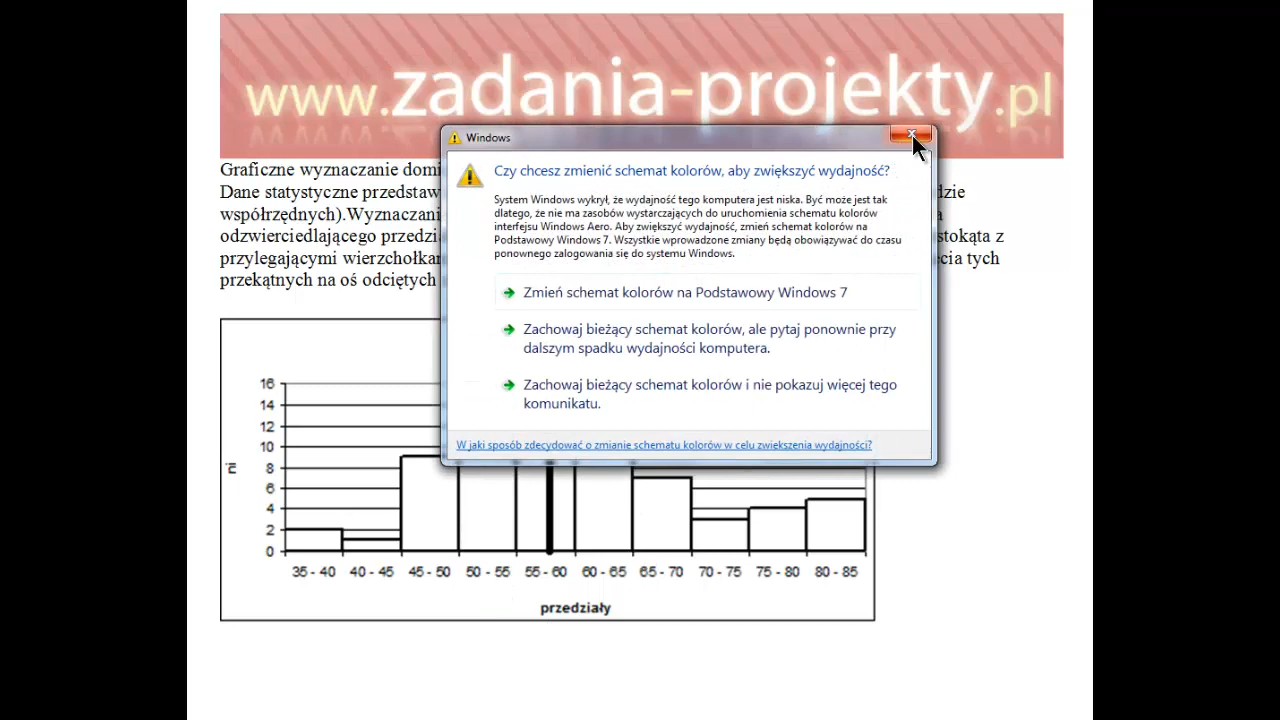 www.zadania-projekty.pl
Windows
Graficzne wyznaczanie domi
Dane statystyczne przedstaw
współrzędnych).Wyznaczani
odzwierciedlającego przedzi
przylegającymi wierzchołkam
przekątnych na oś odciętych
dzie
a
stokąta z
cia tych
Czy chcesz zmienić schemat kolorów, aby zwiększyć wydajność?
System Windows wykrył, że wydajność tego komputera jest niska. Być może jest tak
dlatego, że nie ma zasobów wystarczających do uruchomienia schematu kolorów
interfejsu Windows Aero. Aby zwiększyć wydajność, zmień schemat kolorów na
Podstawowy Windows 7. Wszystkie wprowadzone zmiany będą obowiązywać do czasu
ponownego zalogowania się do systemu Windows.
Zmień schemat kolorów na Podstawowy Windows 7
Zachowaj bieżący schemat kolorów, ale pytaj ponownie przy
dalszym spadku wydajności komputera.
Zachowaj bieżący schemat kolorów i nie pokazuj więcej tego
komunikatu.
W jaki sposób zdecydować o zmianie schematu kolorów w celu zwiększenia wydajności?
16
14
12
10
8
6
4
2
0
ni
35 - 40 40 - 45 45 - 50 50 - 55 55 - 60 60 - 65 65 - 70 70 - 75 75 - 80 80 - 85
przedziały